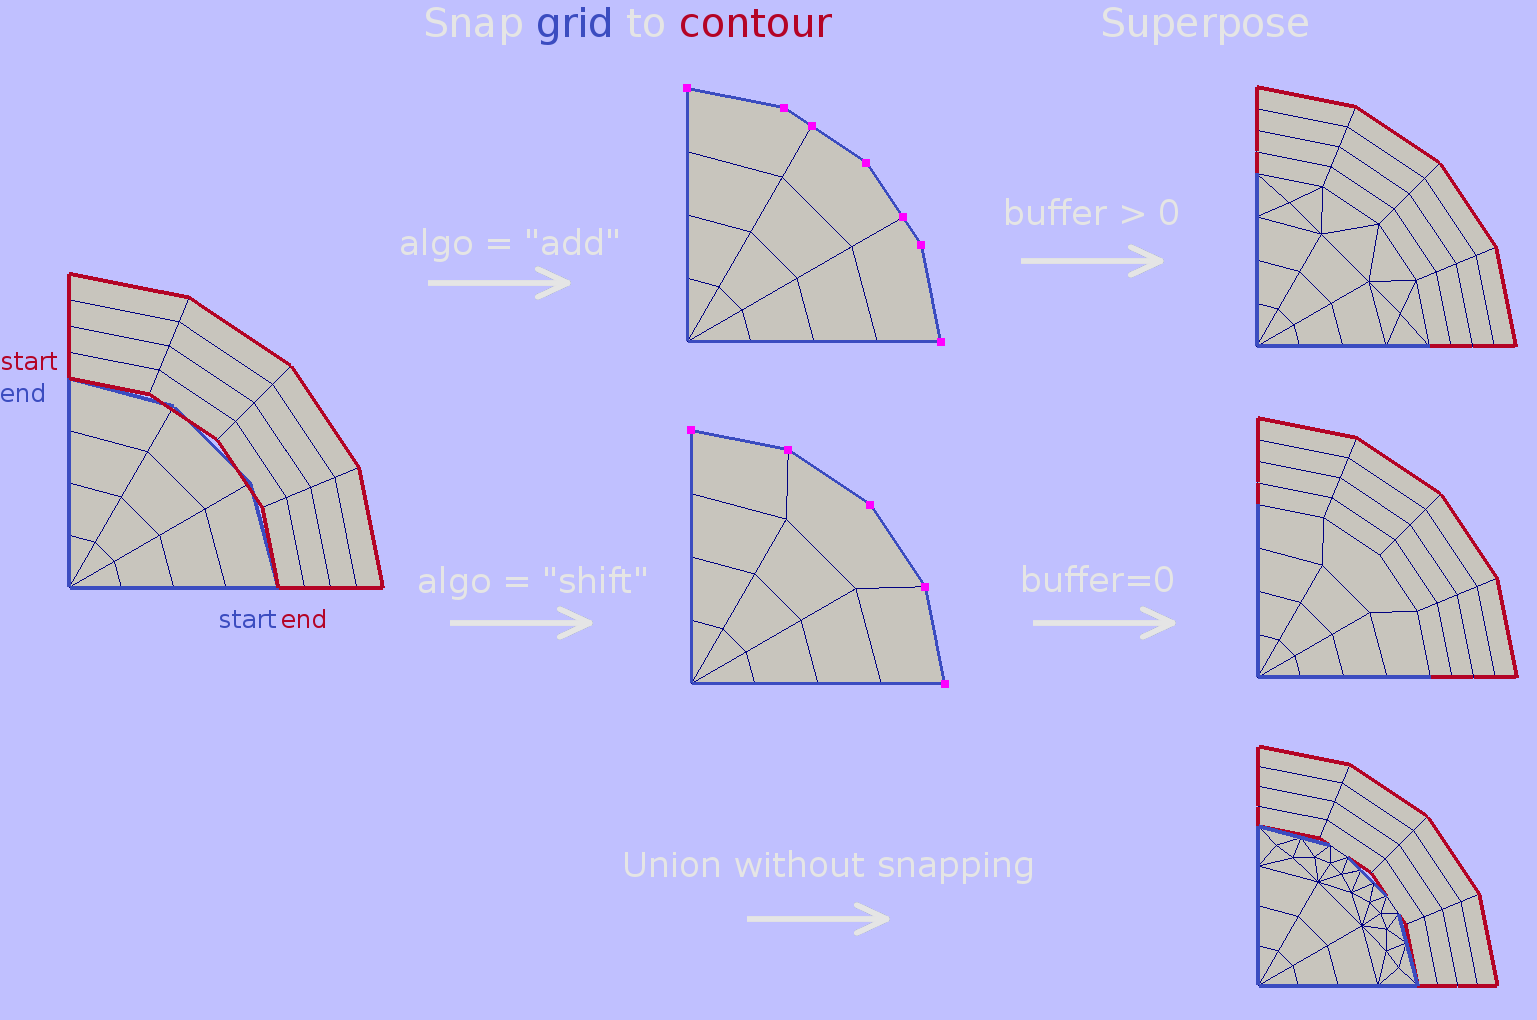 Snap grid to contour
Superpose
algo = "add"
buffer > 0
start
end
algo = "shift"
buffer=0
start end
Union without snapping